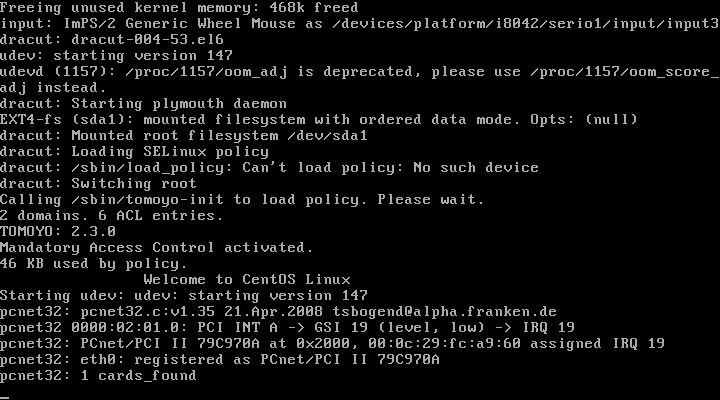 Freeing unused kernel memory: 468k freed
input: ImPS/2 Generic Wheel Mouse as /devices/platform/i8042/serio1/input/input3
dracut: dracut-004-53.el6
udev: starting version 147
udevd (1157): /proc/1157/oom_adj is deprecated, please use /proc/1157/oom_score_
adj instead.
dracut: Starting plymouth daemon
EXT4-fs (sda1): mounted filesystem with ordered data mode. Opts: (null)
dracut: Mounted root filesystem /dev/sda1
dracut: Loading SELinux policy
dracut: /sbin/load_policy: Can't load policy: No such device
dracut: Switching root
Calling /sbin/tomoyo-init to load policy. Please wait.
2 domains. 6 ACL entries.
TOMOYO: 2.3.0
Mandatory Access Control activated.
46 KB used by policy.
Welcome to CentOS Linux
Starting udev: udev: starting version 147
pcnet32: pcnet32.c:v1.35 21.Apr.2008 tsbogend@alpha.franken.de
pcnet32 0000:02:01.0: PCI INT A -> GSI 19 (level, low) -> IRQ 19
pcnet32: PCnet/PCI II 79C970A at 0x2000, 00:0c:29:fc:a9:60 assigned IRQ 19
pcnet32: eth0: registered as PCnet/PCI II 79C970A
pcnet32: 1 cards_found